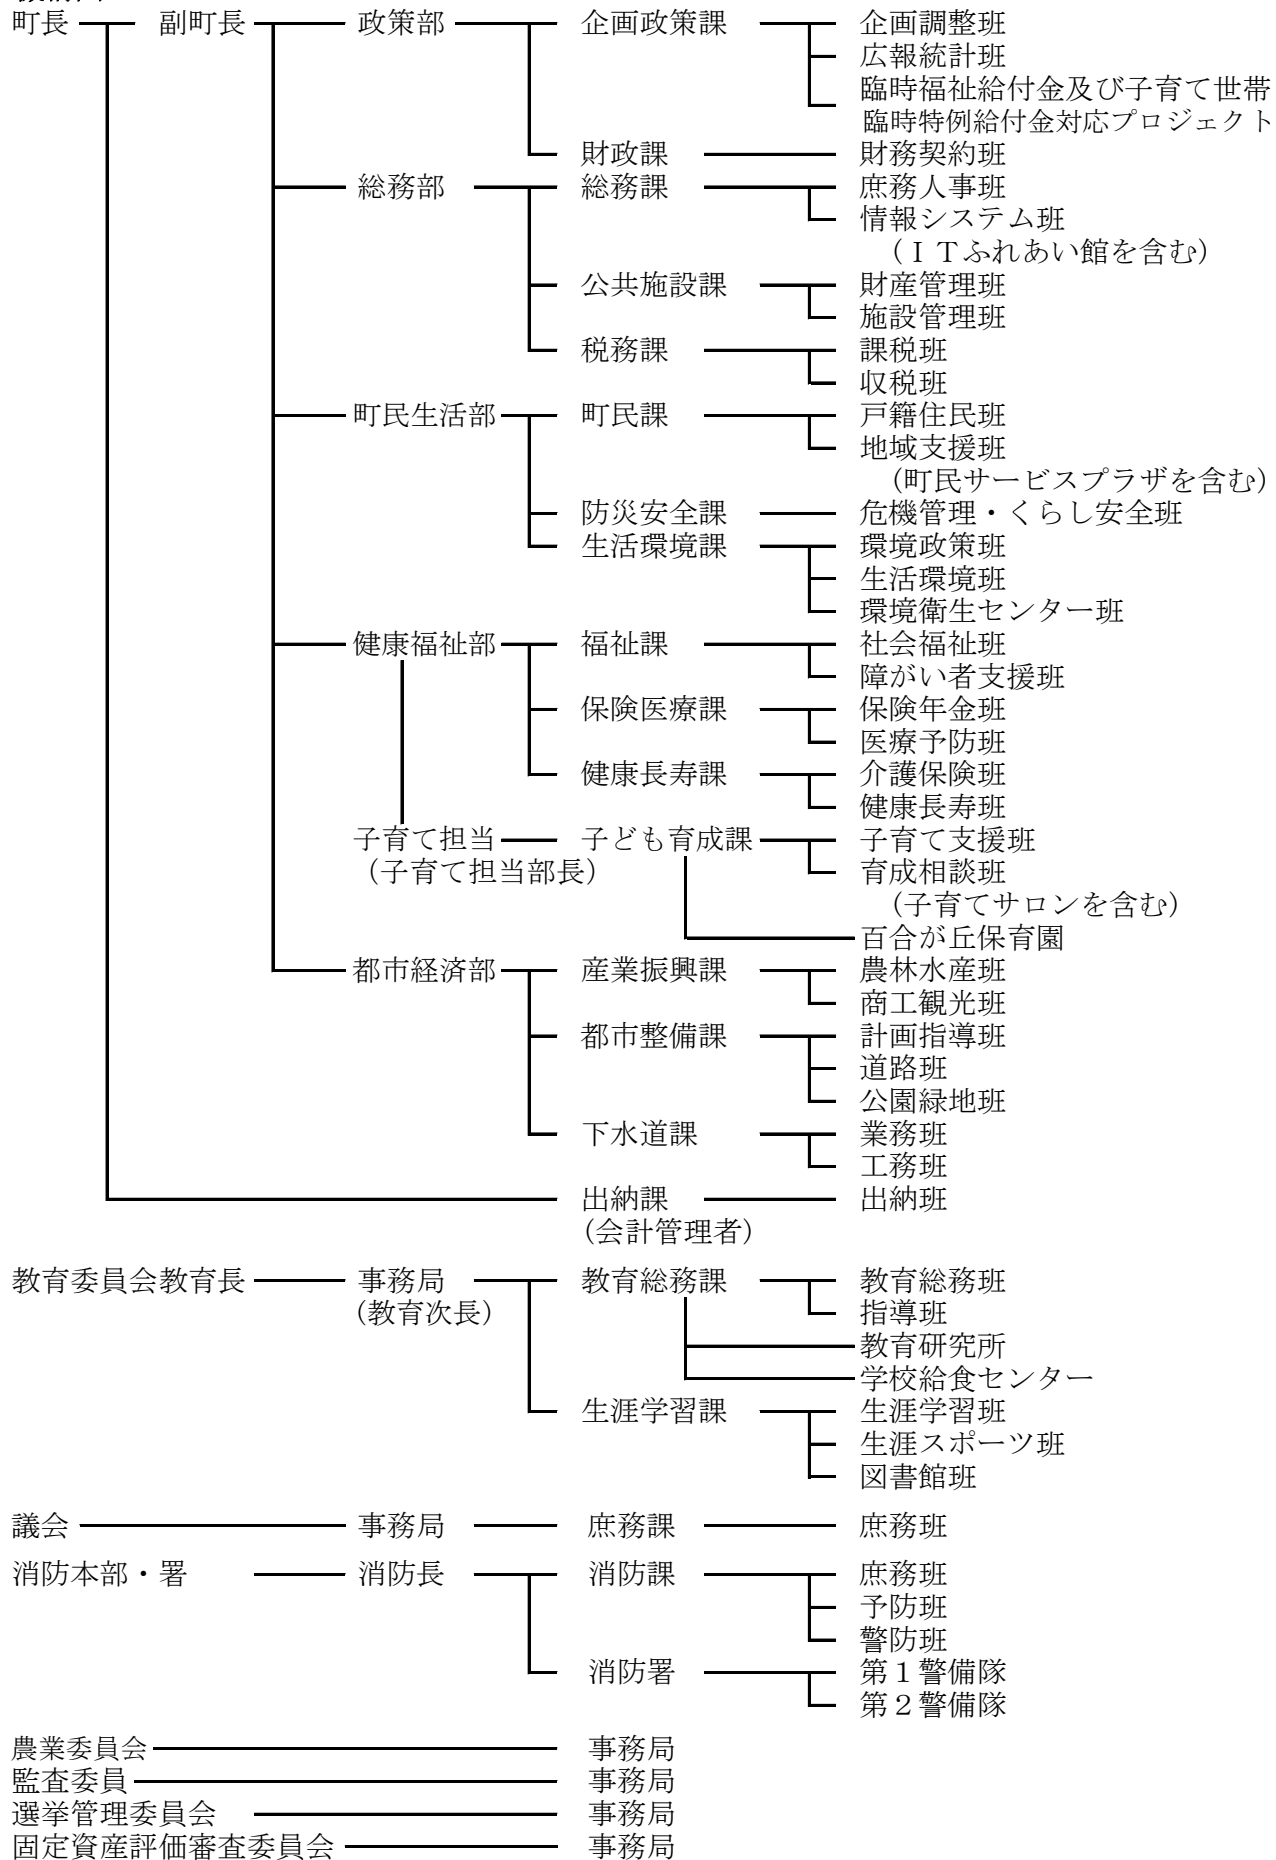 町長 副町長 政策部 企画政策課 企画調整班
広報統計班
臨時福祉給付金及び子育て世帯
臨時特例給付金対応プロジェクト
財政課 財務契約班
総務部 総務課 庶務人事班
情報システム班
(ITふれあい館を含む)
公共施設課 財産管理班
施設管理班
税務課 課税班
収税班
町民生活部 町民課 戸籍住民班
地域支援班
(町民サービスプラザを含む)
防災安全課 危機管理・くらし安全班
生活環境課 環境政策班
生活環境班
環境衛生センター班
健康福祉部 福祉課 社会福祉班
障がい者支援班
保険医療課 保険年金班
医療予防班
健康長寿課 介護保険班
健康長寿班
子育て担当 子ども育成課 子育て支援班
(子育て担当部長) 育成相談班
(子育てサロンを含む)
百合が丘保育園
都市経済部 産業振興課 農林水産班
商工観光班
都市整備課 計画指導班
道路班
公園緑地班
下水道課 業務班
工務班
出納課 出納班
(会計管理者)
教育委員会教育長 事務局 教育総務課 教育総務班
(教育次長) 指導班
教育研究所
学校給食センター
生涯学習課 生涯学習班
生涯スポーツ班
図書館班
議会 事務局 庶務課 庶務班
消防本部・署 消防長 消防課 庶務班
予防班
警防班
消防署 第1警備隊
第2警備隊
農業委員会 事務局
監査委員 事務局
選挙管理委員会 事務局
固定資産評価審査委員会 事務局